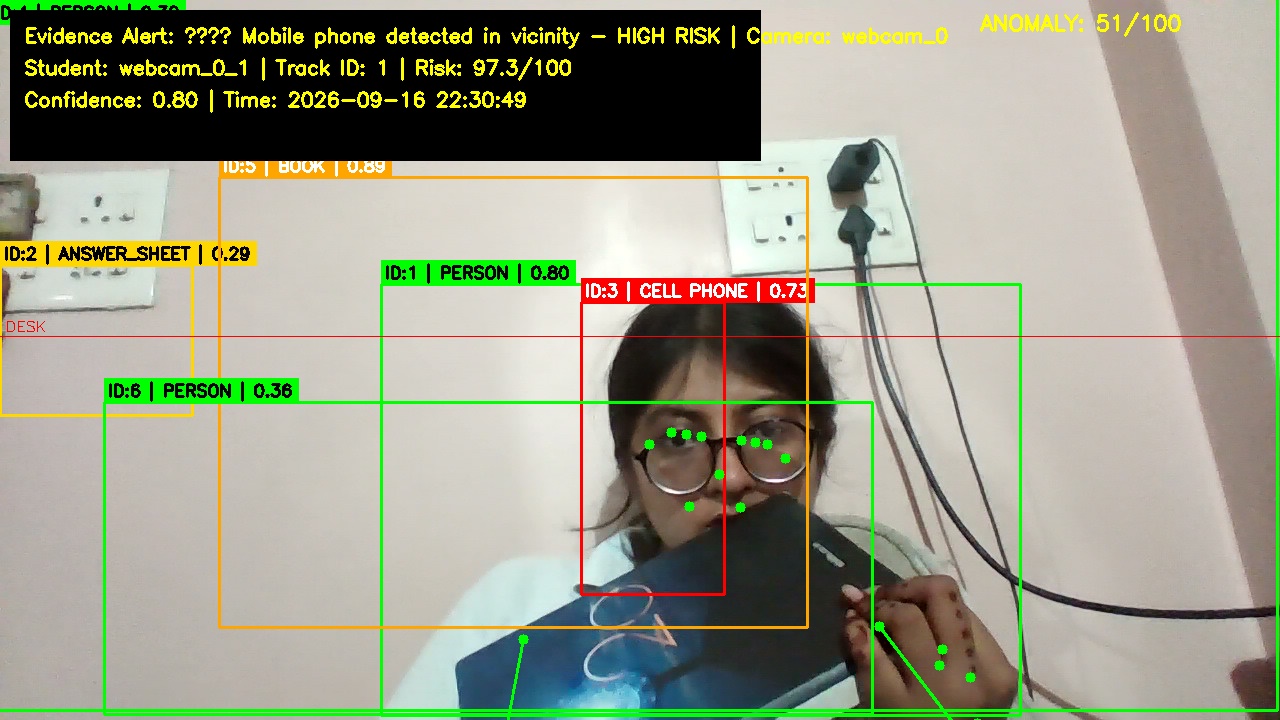 Evidence Alert: ???? Mobile phone detected in vicinity - HIGH RISK | Camera: webcam_0
ANOMALY: 51/100
Student: webcam_0_1 | Track ID: 1 | Risk: 97.3/100
Confidence: 0.80 | Time: 2026-09-16 22:30:49
ID:5 | BOOK | 0.89
ID:2 | ANSWER_SHEET | 0.29
ID:1 | PERSON | 0.80
ID:3 | CELL PHONE | 0.73
DESK
ID:6 | PERSON | 0.36